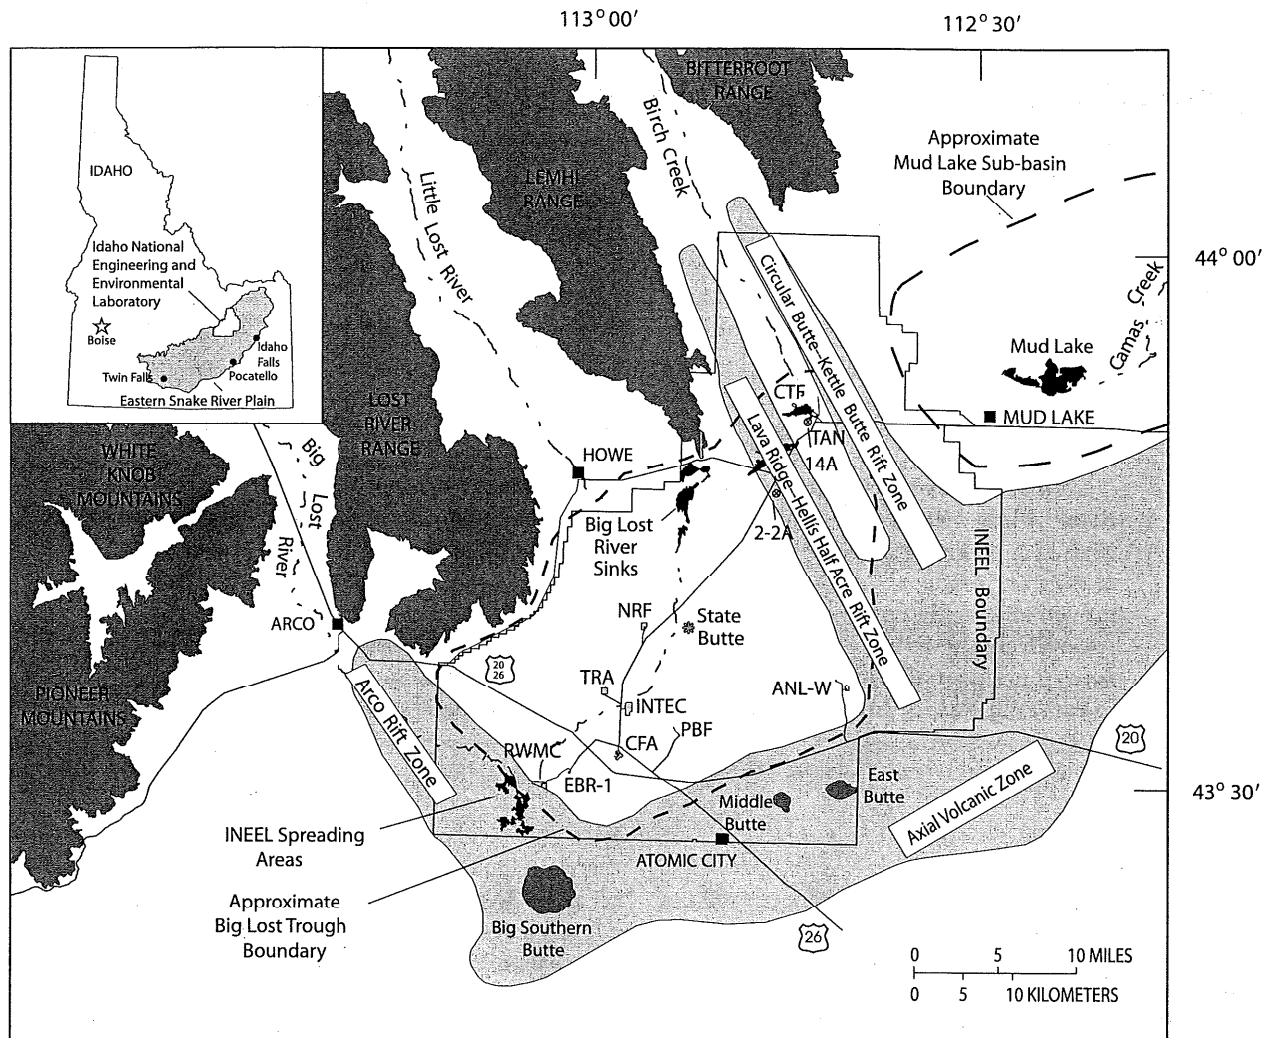 113° 00'
112° 30'
BITTERROOT
RANGE
Birch Creek
Approximate
Mud Lake Sub-basin
Boundary
IDAHO
LEMHI
RANGE
Little Lost River
Idaho National
Engineering and
Environmental
Laboratory
44° 00'
Circular Butte–Kettle Butte Rift Zone
Camas Creek
Boise
Idaho
Falls
Pocatello
Twin Falls
Eastern Snake River Plain
Mud Lake
CTF
MUD LAKE
LOST
RIVER
RANGE
TAN
14A
Lava Ridge–Hellis Half Acre Rift Zone
WHITE
KNOB
MOUNTAINS
Big Lost River
HOWE
Big Lost
River
Sinks
2-2A
INEEL Boundary
NRF
State
Butte
ARCO
20
26
TRA
INTEC
ANL-W
PIONEER
MOUNTAINS
Arco Rift Zone
PBF
CFA
RWMC
EBR-1
20
East
Butte
Middle
Butte
43° 30'
Axial Volcanic Zone
INEEL Spreading
Areas
ATOMIC CITY
Approximate
Big Lost Trough
Boundary
Big Southern
Butte
26
0 5 10 MILES
0 5 10 KILOMETERS